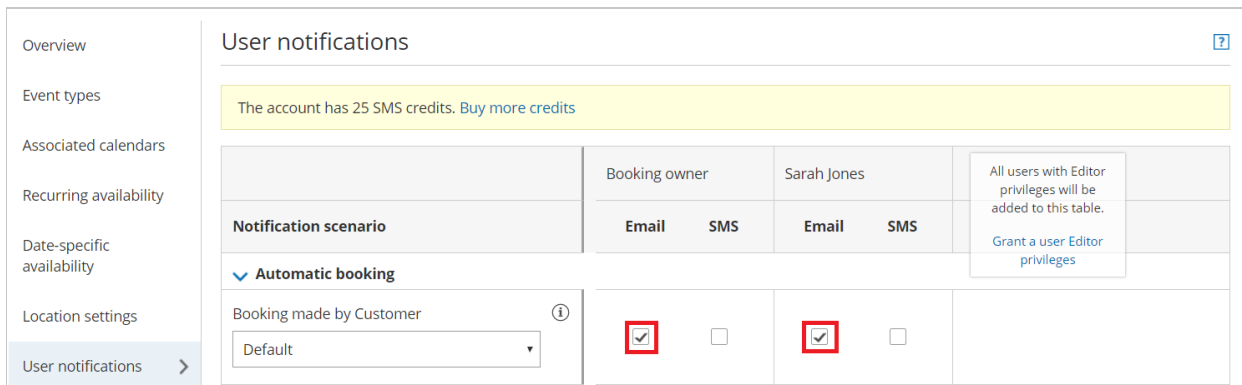 Overview
Event types
Associated calendars
Recurring availability
Date-specific
availability
Location settings
User notifications
User notifications
?
The account has 25 SMS credits. Buy more credits
Booking owner
Sarah Jones
All users with Editor
privileges will be
added to this table.
Grant a user Editor
privileges
Notification scenario
Email
SMS
Email
SMS
Automatic booking
Booking made by Customer
i
Default